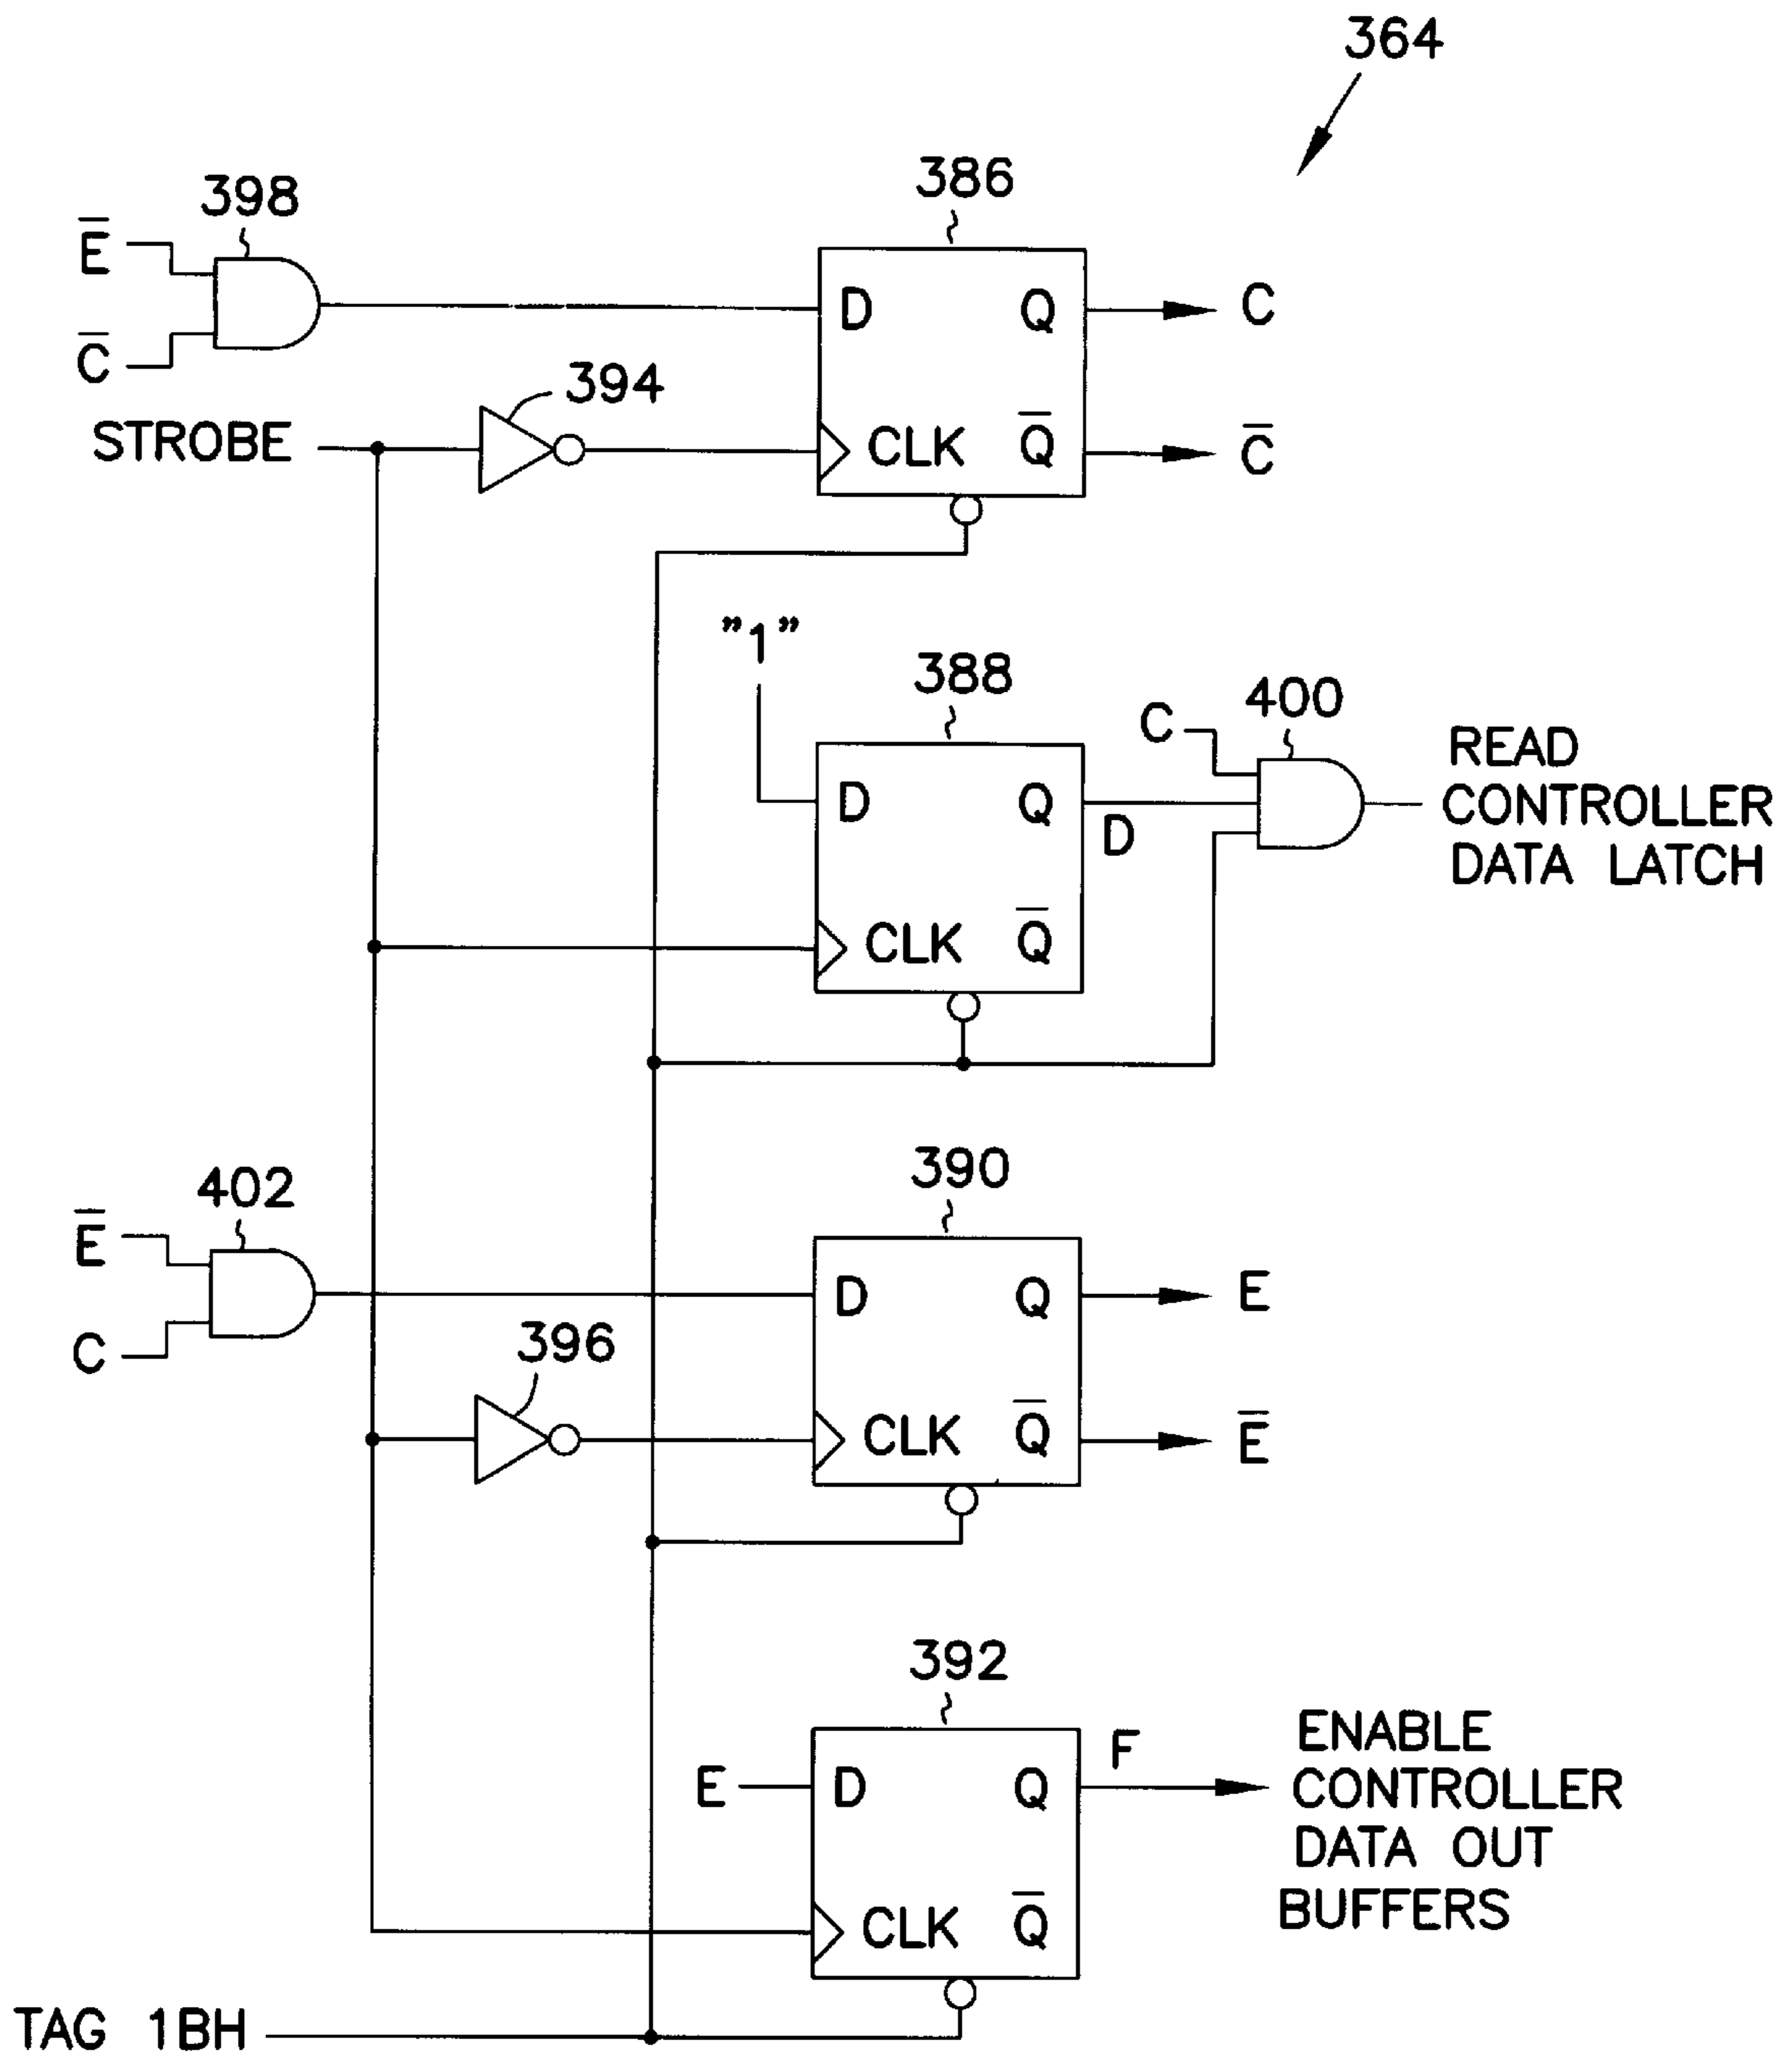 364
398
E̅
C̅
386
D Q
C
STROBE
394
CLK Q̅
C̅
"1"
388
D Q
D
C
400
READ
CONTROLLER
DATA LATCH
CLK Q̅
402
E̅
C
390
D Q
E
396
CLK Q̅
E̅
392
E
D Q
F
ENABLE
CONTROLLER
DATA OUT
BUFFERS
CLK Q̅
TAG 1BH